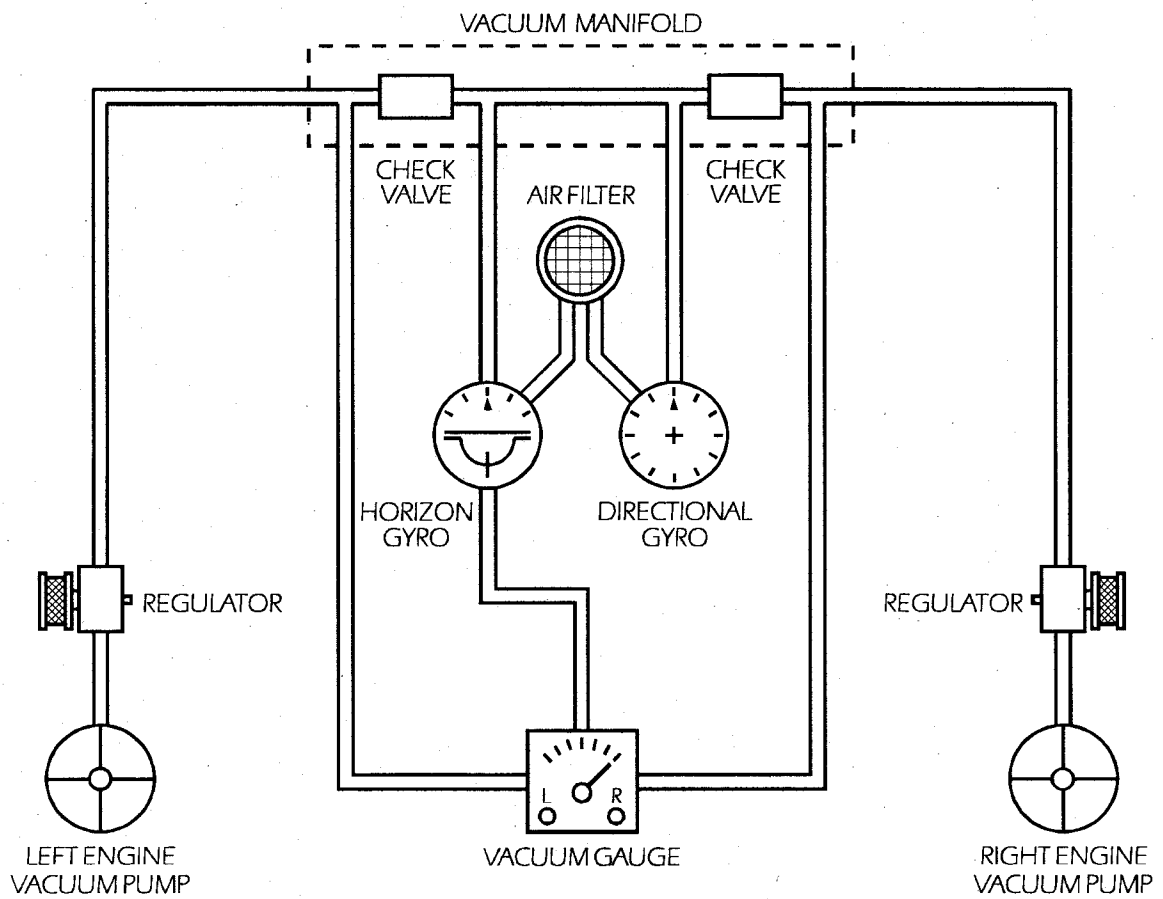 VACUUM MANIFOLD
CHECK
VALVE
AIR FILTER
CHECK
VALVE
HORIZON
GYRO
DIRECTIONAL
GYRO
REGULATOR
REGULATOR
L R
LEFT ENGINE
VACUUM PUMP
VACUUM GAUGE
RIGHT ENGINE
VACUUM PUMP